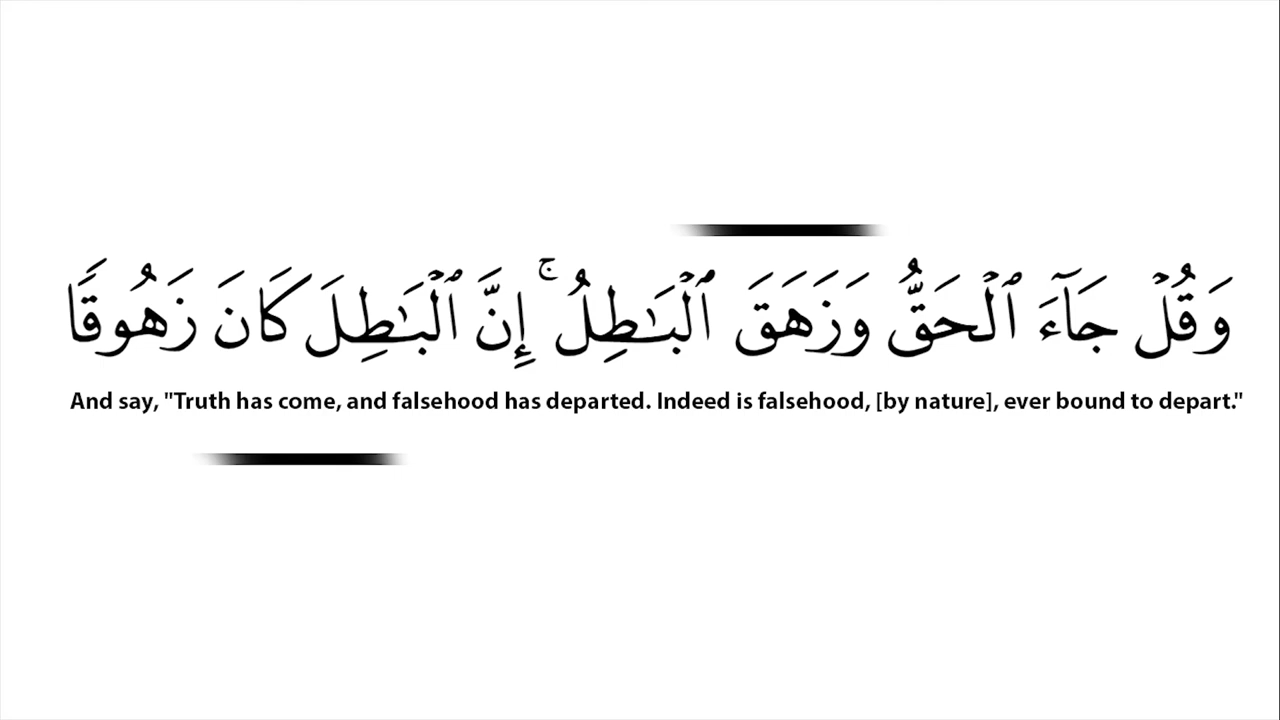 وَقُلۡ جَآءَ ٱلۡحَقُّ وَزَهَقَ ٱلۡبَـٰطِلُ ۚ إِنَّ ٱلۡبَـٰطِلَ كَانَ زَهُوقًا
And say, "Truth has come, and falsehood has departed. Indeed is falsehood, [by nature], ever bound to depart."